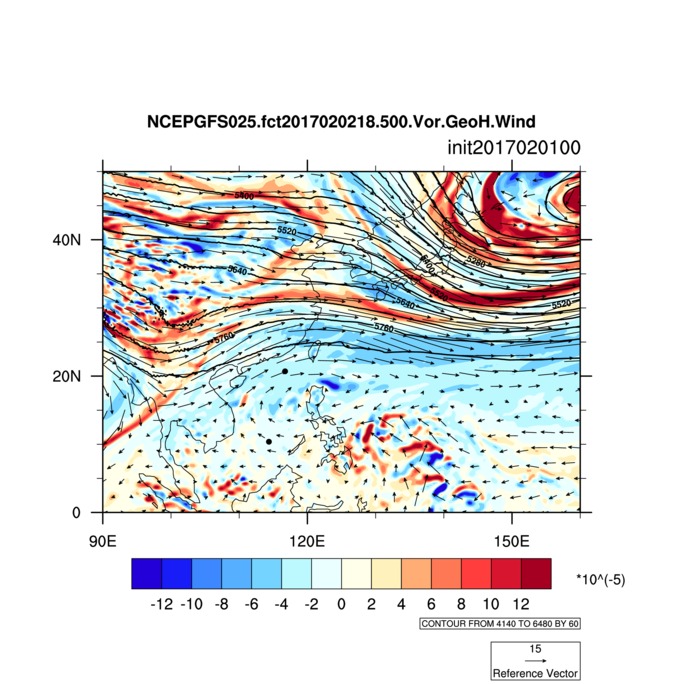 NCEPGFS025.fct2017020218.500.Vor.GeoH.Wind
init2017020100
5400
40N
5520
5640
5280
5400
5640
5520
5760
5760
20N
0
90E 120E 150E
-12 -10 -8 -6 -4 -2 0 2 4 6 8 10 12
*10^(-5)
CONTOUR FROM 4140 TO 6480 BY 60
15
Reference Vector